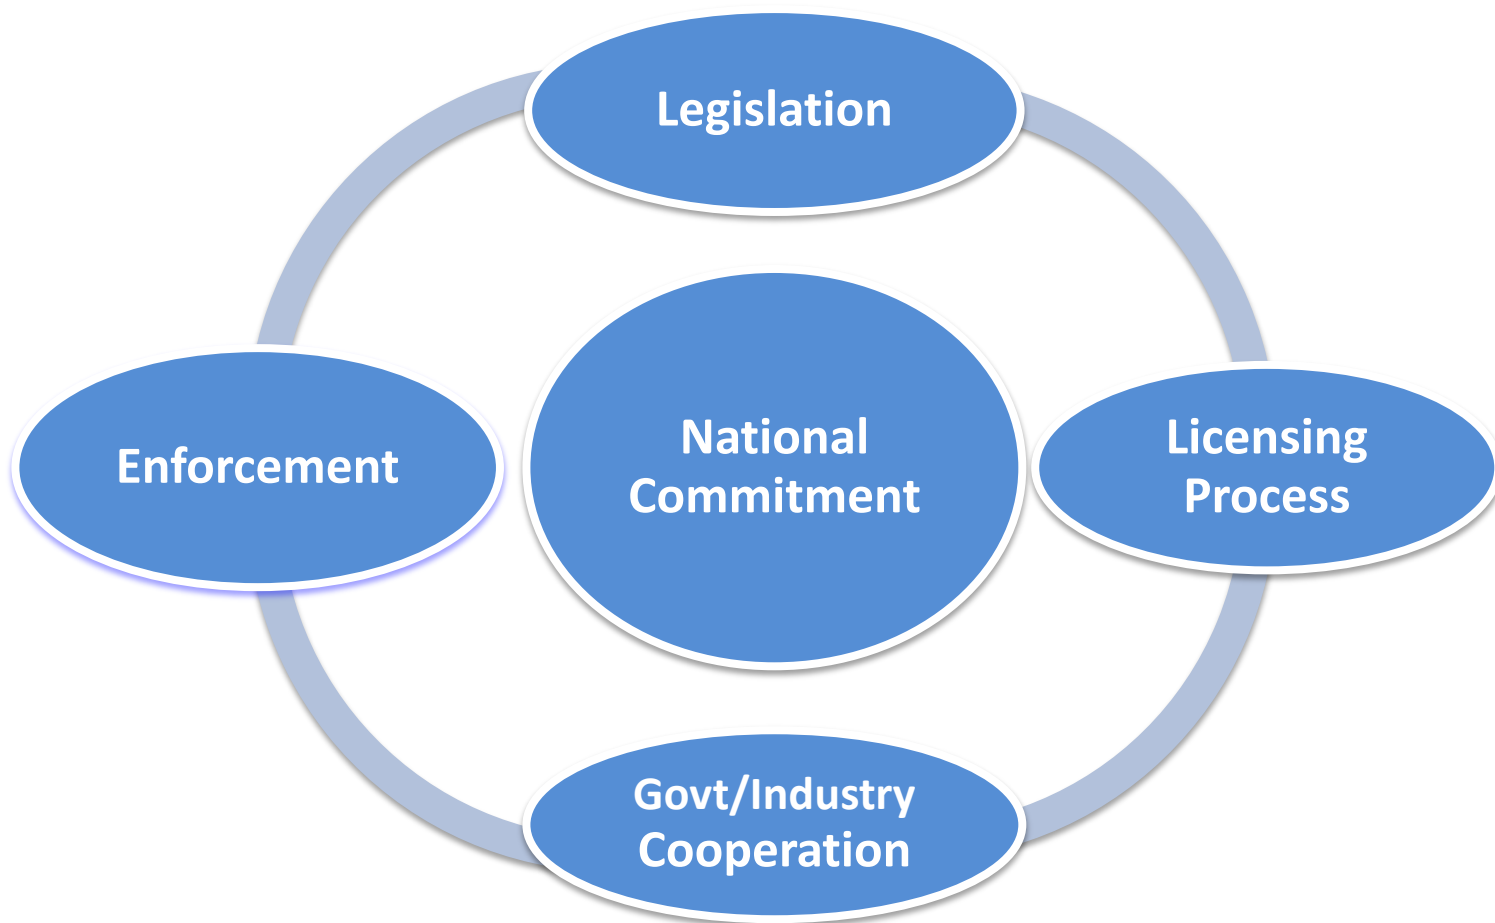 Legislation
Enforcement
National
Commitment
Licensing
Process
Govt/Industry
Cooperation